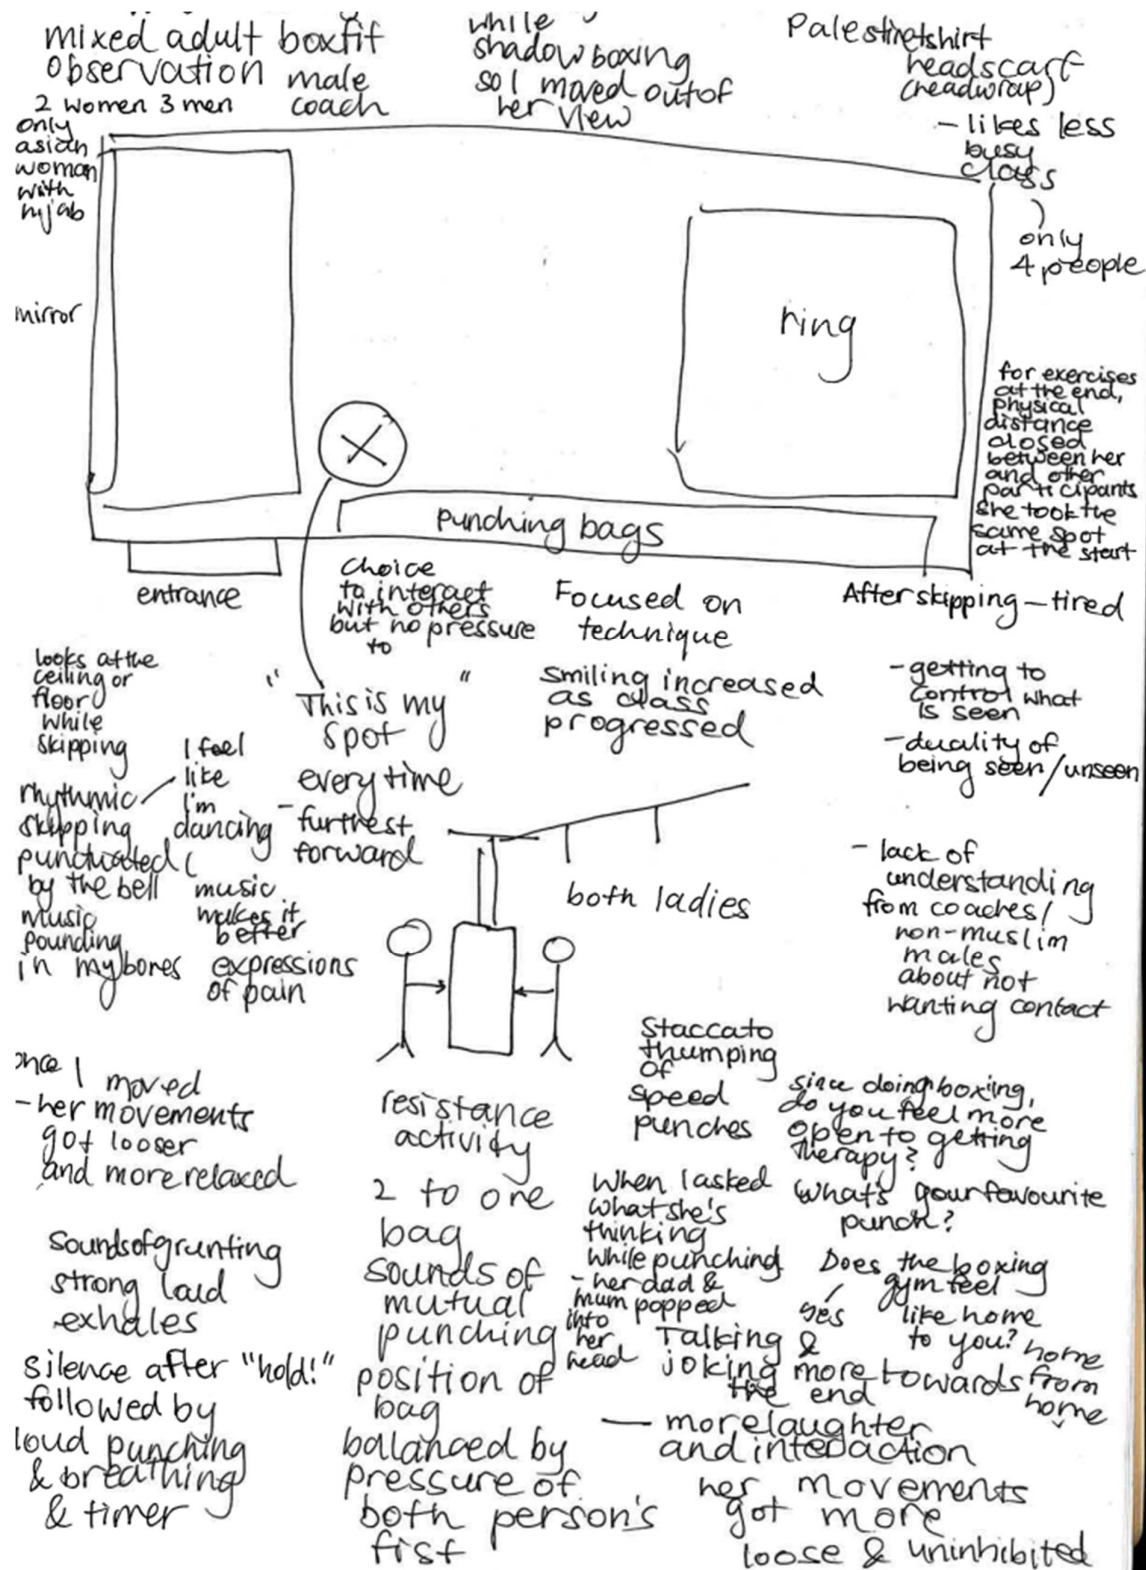 mixed adult boxfit
observation
male
coach
2 women 3 men
while
shadowboxing
so I moved out of
her view
Palestine tshirt
headscarf
(headwrap)
- likes less
busy
class
only
4 people
only
asian
woman
with
hijab
mirror
ring
for exercises
at the end,
physical
distance
closed
between her
and other
participants
she took the
same spot
at the start
punching bags
entrance
Choice
to interact
with others
but no pressure
to
Focused on
technique
After skipping - tired
looks at the
ceiling or
floor
while
skipping
" This is my "
spot
every time
- furthest
forward
smiling increased
as class
progressed
- getting to
control what
is seen
- duality of
being seen/unseen
I feel
like
I'm
dancing
rhythmic
skipping
punctuated
by the bell
music
pounding
in my bones
music
makes it
better
expressions
of pain
both ladies
- lack of
understanding
from coaches/
non-muslim
males
about not
wanting contact
once I moved
- her movements
got looser
and more relaxed
resistance
activity
Staccato
thumping
of
speed
punches
since doing boxing,
do you feel more
open to getting
therapy?
What's your favourite
punch?
Does the boxing
gym feel
like home
to you?
yes
home
from
home
Sounds of grunting
strong loud
exhales
2 to one
bag
sounds of
mutual
punching
position of
bag
balanced by
pressure of
both person's
fist
When I asked
what she's
thinking
while punching
- her dad &
mum popped
into
her
head
Talking &
joking more towards
the end
— more laughter
and intedaction
her movements
got more
loose & uninhibited
silence after "hold!"
followed by
loud punching
& breathing
& timer